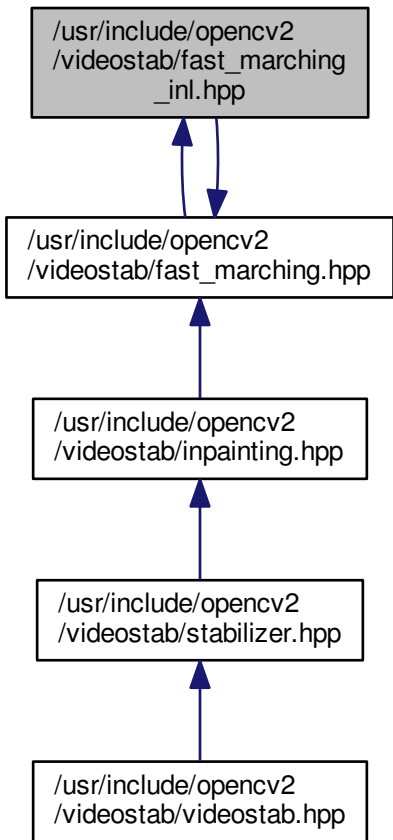 /usr/include/opencv2
/videostab/fast_marching
_inl.hpp
/usr/include/opencv2
/videostab/fast_marching.hpp
/usr/include/opencv2
/videostab/inpainting.hpp
/usr/include/opencv2
/videostab/stabilizer.hpp
/usr/include/opencv2
/videostab/videostab.hpp